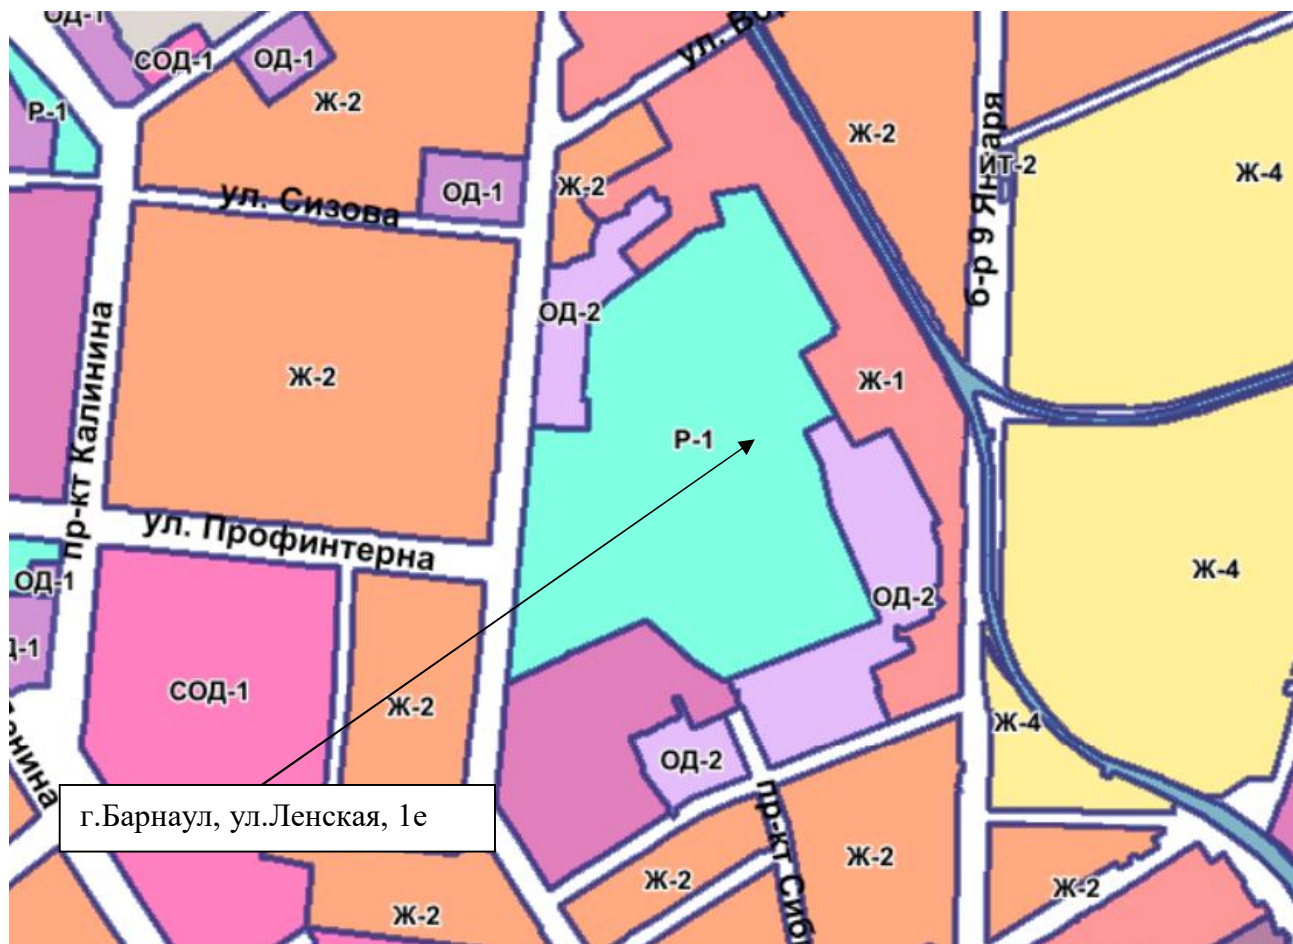 ОД-1
СОД-1
ОД-1
Ж-2
Р-1
ул. Сизова
ОД-1
Ж-2
Ж-2
ИТ-2
Ж-4
б-р 9 Января
ОД-2
пр-кт Калинина
Ж-2
Ж-1
Р-1
ул. Профинтерна
ОД-1
ОД-2
Ж-4
СОД-1
Ж-2
Ж-4
ОД-2
г.Барнаул, ул.Ленская, 1е
Ж-2
Ж-2
Ж-2
Ж-2